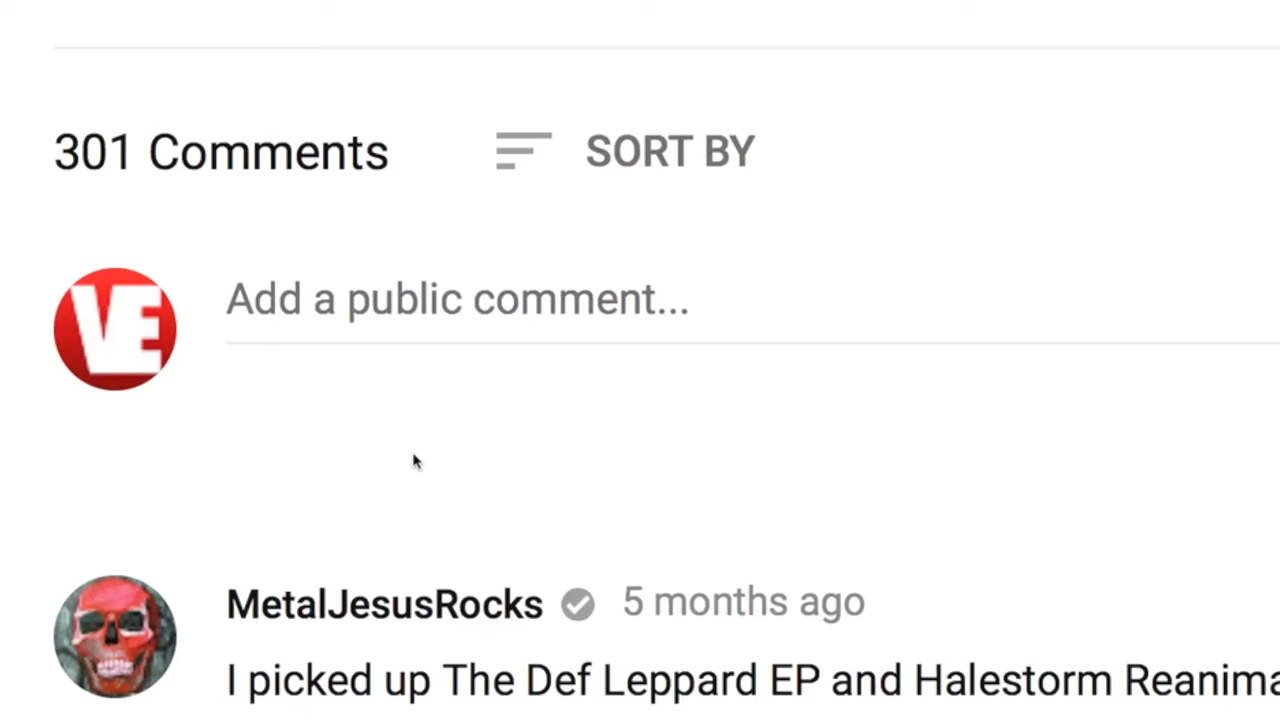 301 Comments SORT BY
VE
Add a public comment...
MetalJesusRocks 5 months ago
I picked up The Def Leppard EP and Halestorm Reanima